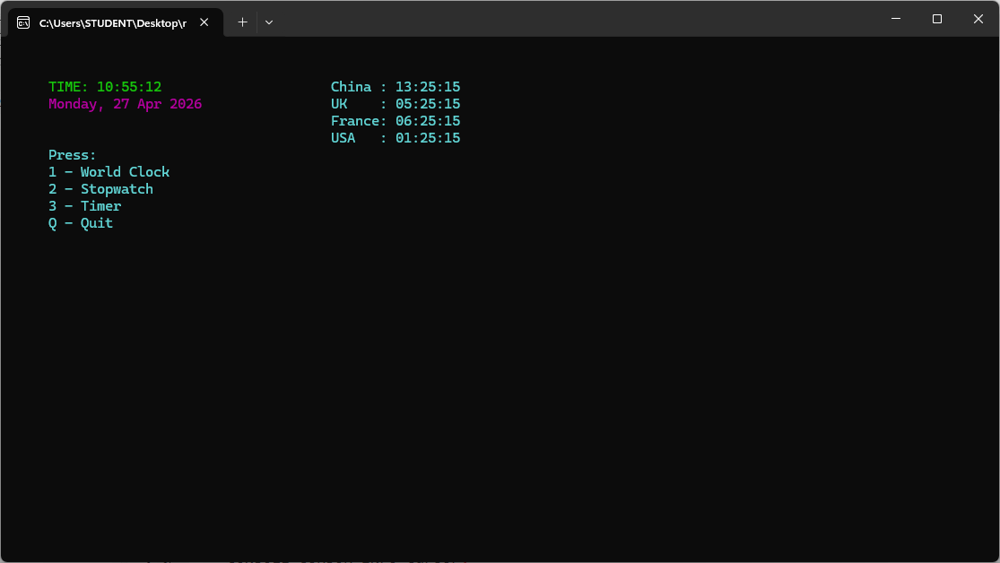 C:\Users\STUDENT\Desktop\r
TIME: 10:55:12
Monday, 27 Apr 2026
China : 13:25:15
UK    : 05:25:15
France: 06:25:15
USA   : 01:25:15
Press:
1 - World Clock
2 - Stopwatch
3 - Timer
Q - Quit